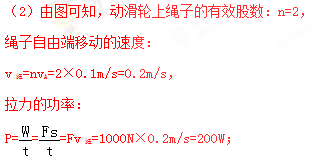 (2)由图可知,动滑轮上绳子的有效股数:n=2,
绳子自由端移动的速度:
v绳=nv物=2×0.1m/s=0.2m/s,
拉力的功率:
P=W/t=Fs/t=Fv绳=1000N×0.2m/s=200W;